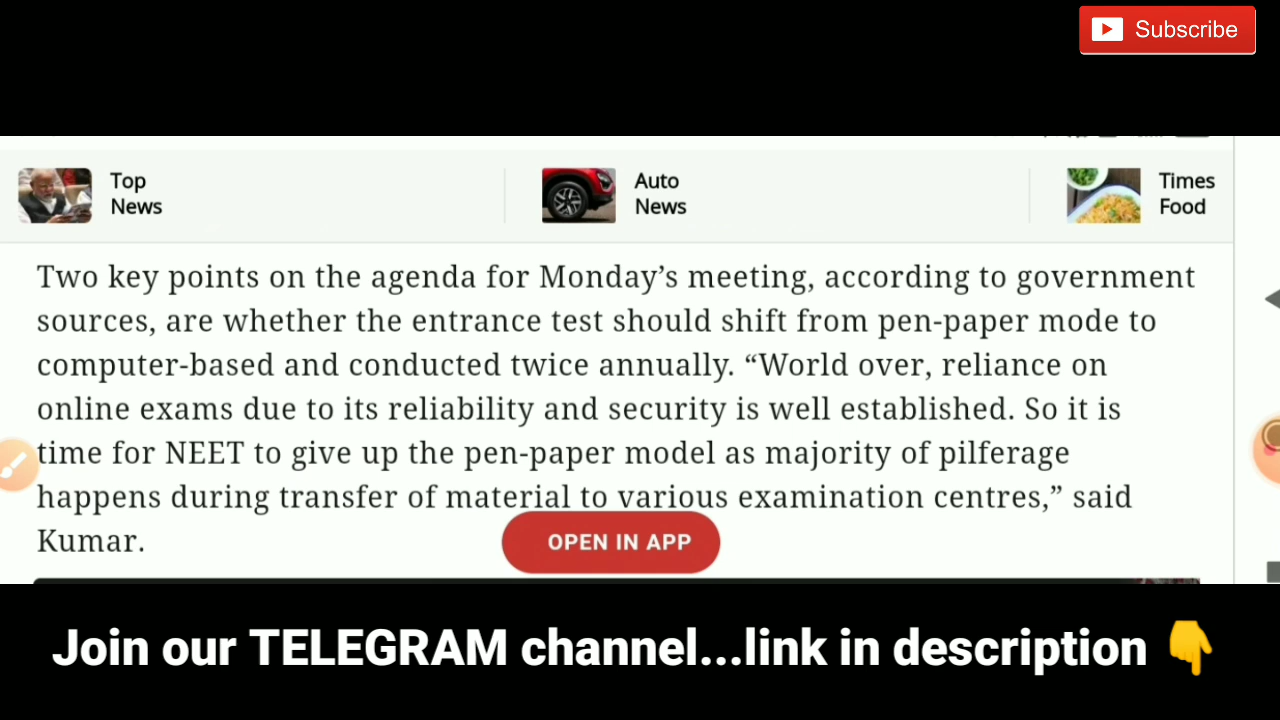 Subscribe
Top
News
Auto
News
Times
Food
Two key points on the agenda for Monday’s meeting, according to government
sources, are whether the entrance test should shift from pen-paper mode to
computer-based and conducted twice annually. “World over, reliance on
online exams due to its reliability and security is well established. So it is
time for NEET to give up the pen-paper model as majority of pilferage
happens during transfer of material to various examination centres,” said
Kumar.
OPEN IN APP
Join our TELEGRAM channel...link in description 👇